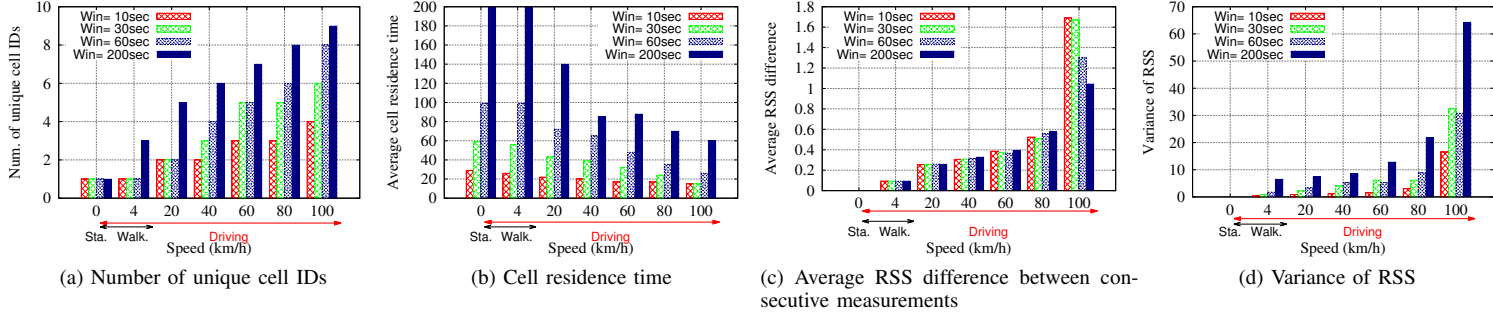 Num. of unique cell IDs
10
8
6
4
2
0
Win= 10sec
Win= 30sec
Win= 60sec
Win= 200sec
0 4 20 40 60 80 100
Sta. Walk. Driving
Speed (km/h)
(a) Number of unique cell IDs
Average cell residence time
200
180
160
140
120
100
80
60
40
20
0
Win= 10sec
Win= 30sec
Win= 60sec
Win= 200sec
0 4 20 40 60 80 100
Sta. Walk. Driving
Speed (km/h)
(b) Cell residence time
Average RSS difference
1.8
1.6
1.4
1.2
1
0.8
0.6
0.4
0.2
0
Win= 10sec
Win= 30sec
Win= 60sec
Win= 200sec
0 4 20 40 60 80 100
Sta. Walk. Driving
Speed (km/h)
(c) Average RSS difference between con-
secutive measurements
Variance of RSS
70
60
50
40
30
20
10
0
Win= 10sec
Win= 30sec
Win= 60sec
Win= 200sec
0 4 20 40 60 80 100
Sta. Walk. Driving
Speed (km/h)
(d) Variance of RSS